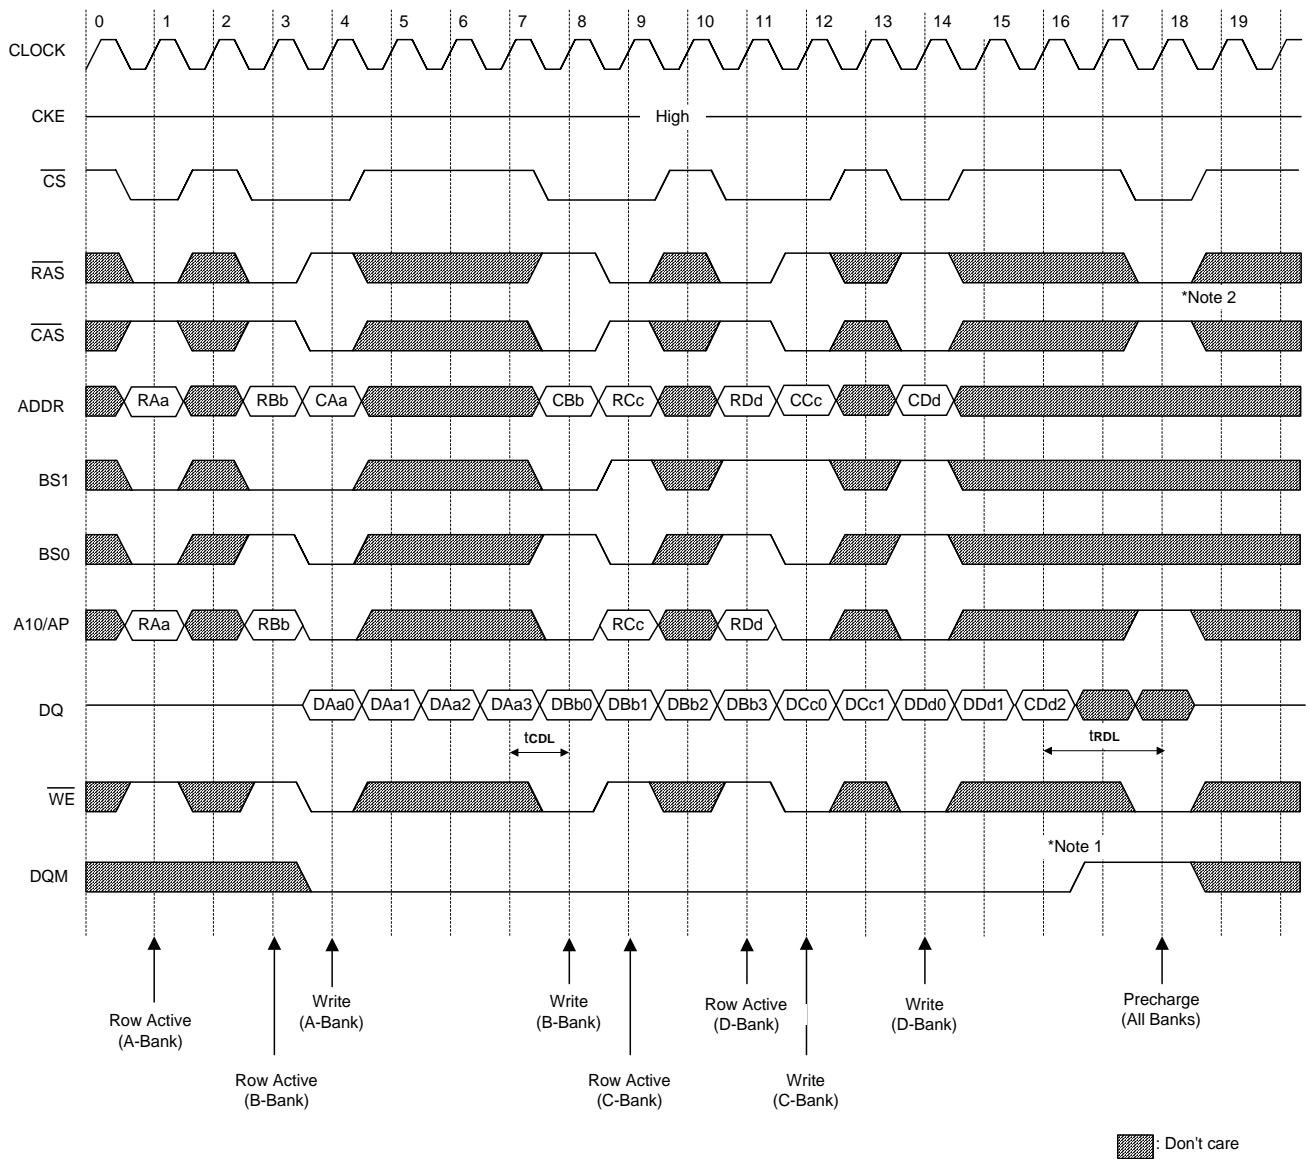 0 1 2 3 4 5 6 7 8 9 10 11 12 13 14 15 16 17 18 19
CLOCK
CKE High
CS
RAS
*Note 2
CAS
ADDR RAa RBb CAa CBb RCc RDd CCc CDd
BS1
BS0
A10/AP RAa RBb RCc RDd
DQ DAa0 DAa1 DAa2 DAa3 DBb0 DBb1 DBb2 DBb3 DCc0 DCc1 DDd0 DDd1 CDd2
tCDL tRDL
WE
*Note 1
DQM
Row Active
(A-Bank)
Row Active
(B-Bank)
Write
(A-Bank)
Write
(B-Bank)
Row Active
(C-Bank)
Row Active
(D-Bank)
Write
(C-Bank)
Write
(D-Bank)
Precharge
(All Banks)
: Don't care